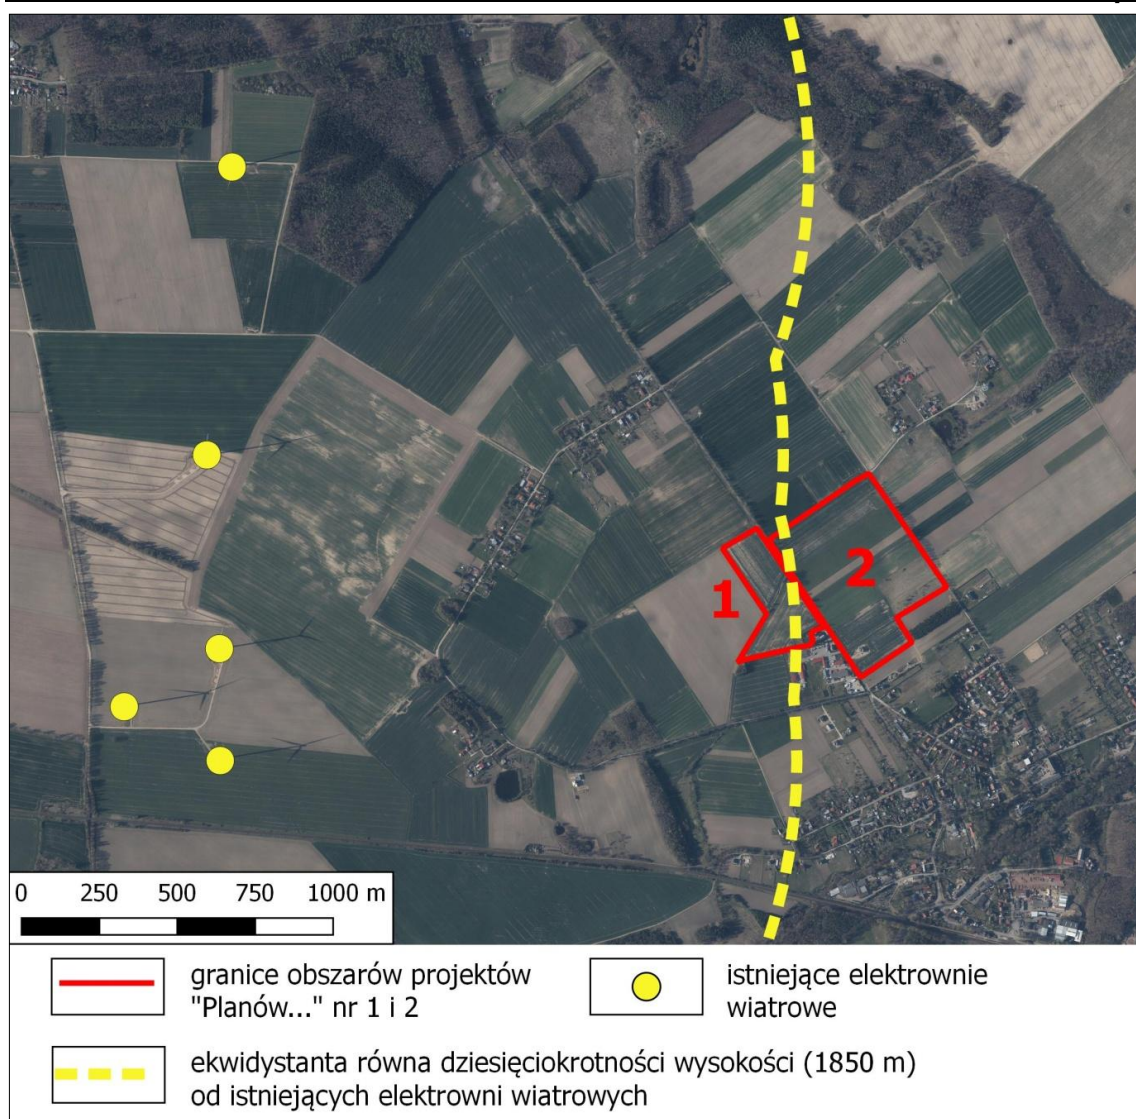 1
2
0 250 500 750 1000 m
granice obszarów projektów
"Planów..." nr 1 i 2
istniejące elektrownie
wiatrowe
ekwidystanta równa dziesięciokrotności wysokości (1850 m)
od istniejących elektrowni wiatrowych